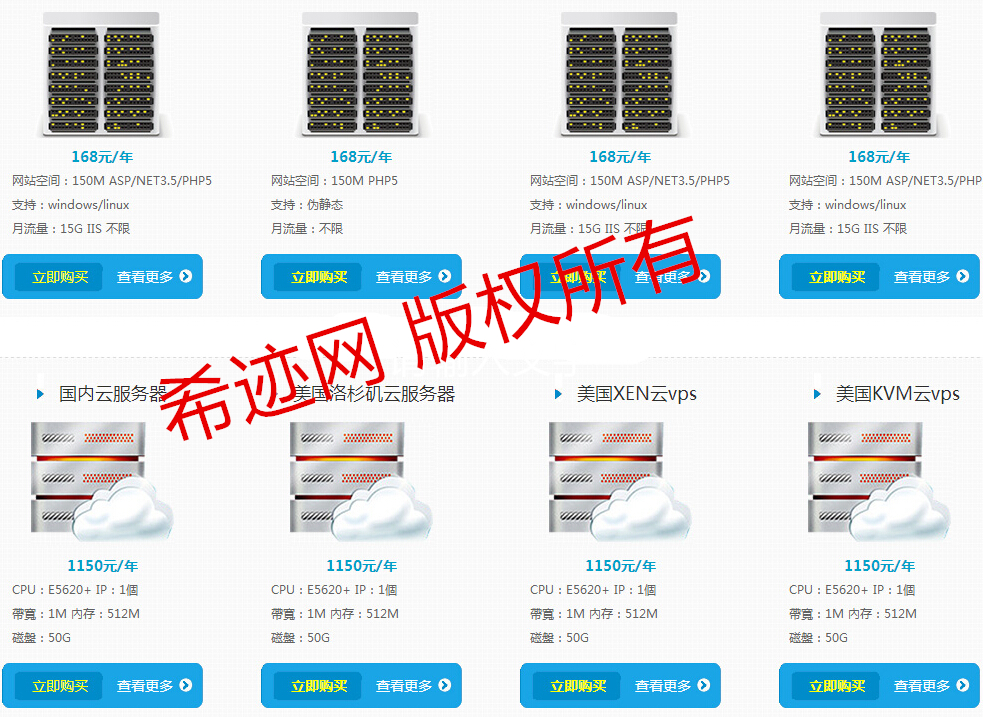 168元/年
网站空间：150M ASP/NET3.5/PHP5
支持：windows/linux
月流量：15G IIS 不限
立即购买 查看更多
168元/年
网站空间：150M PHP5
支持：伪静态
月流量：不限
立即购买 查看更多
168元/年
网站空间：150M ASP/NET3.5/PHP5
支持：windows/linux
月流量：15G IIS 不限
立即购买 查看更多
168元/年
网站空间：150M ASP/NET3.5/PHP
支持：windows/linux
月流量：15G IIS 不限
立即购买 查看更多
希迹网 版权所有
国内云服务器
1150元/年
CPU：E5620+ IP：1個
帶寬：1M 内存：512M
磁盤：50G
立即购买 查看更多
美国洛杉矶云服务器
1150元/年
CPU：E5620+ IP：1個
帶寬：1M 内存：512M
磁盤：50G
立即购买 查看更多
美国XEN云vps
1150元/年
CPU：E5620+ IP：1個
帶寬：1M 内存：512M
磁盤：50G
立即购买 查看更多
美国KVM云vps
1150元/年
CPU：E5620+ IP：1個
帶寬：1M 内存：512M
磁盤：50G
立即购买 查看更多